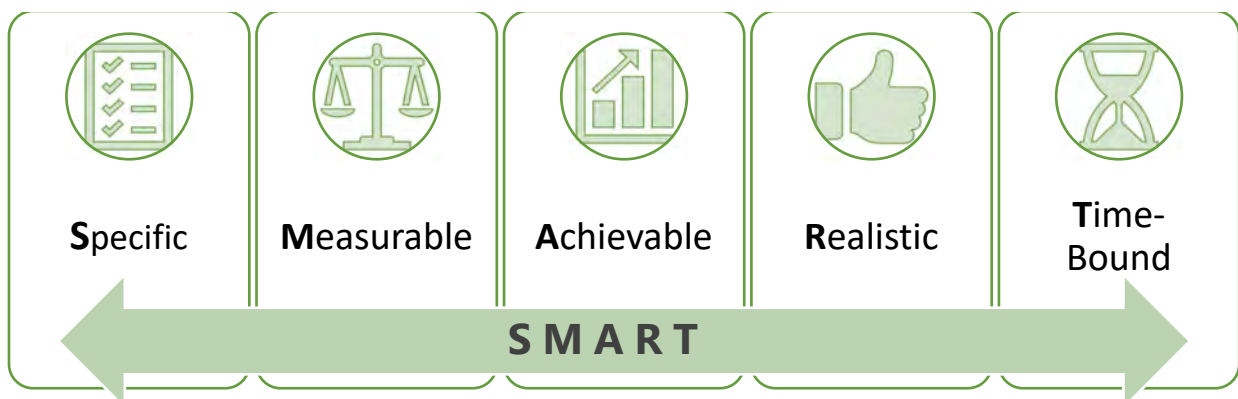 Specific
Measurable
Achievable
Realistic
Time-
Bound
SMART